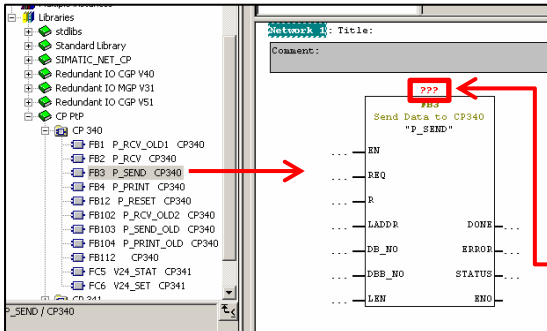 Libraries
stdlibs
Standard Library
SIMATIC_NET_CP
Redundant IO CGP V40
Redundant IO MGP V31
Redundant IO CGP V51
CP PtP
CP 340
FB1 P_RCV_OLD1 CP340
FB2 P_RCV CP340
FB3 P_SEND CP340
FB4 P_PRINT CP340
FB12 P_RESET CP340
FB102 P_RCV_OLD2 CP340
FB103 P_SEND_OLD CP340
FB104 P_PRINT_OLD CP340
FB112 CP340
FC5 V24_STAT CP341
FC6 V24_SET CP341
CP 341
P_SEND / CP340
Network 1: Title:
Comment:
???
FB3
Send Data to CP340
"P_SEND"
... EN
... REQ
... R
... LADDR DONE ...
... DB_NO ERROR ...
... DBB_NO STATUS ...
... LEN ENO